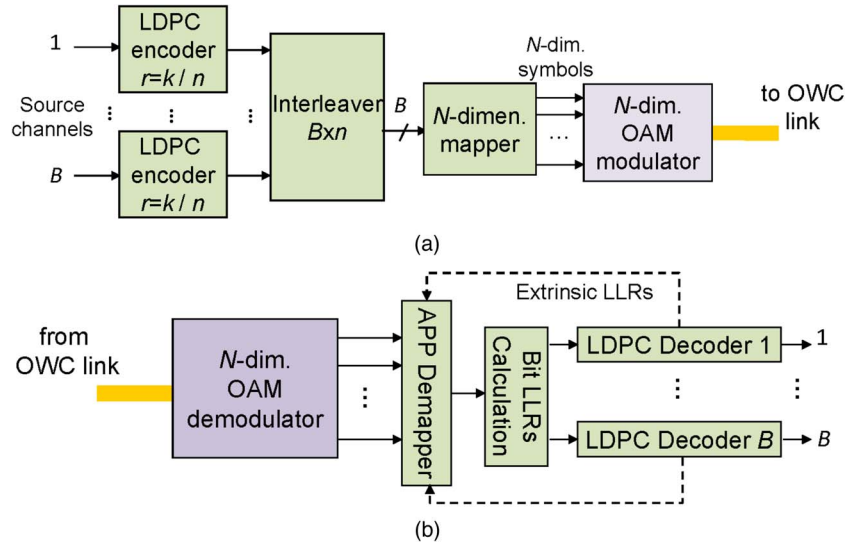 1
LDPC
encoder
r=k / n
Source
channels
...
...
...
B
LDPC
encoder
r=k / n
Interleaver
Bxn
B
N-dimen.
mapper
N-dim.
symbols
...
N-dim.
OAM
modulator
to OWC
link
(a)
from
OWC link
N-dim.
OAM
demodulator
...
APP Demapper
Extrinsic LLRs
Bit LLRs
Calculation
LDPC Decoder 1
1
...
...
LDPC Decoder B
B
(b)